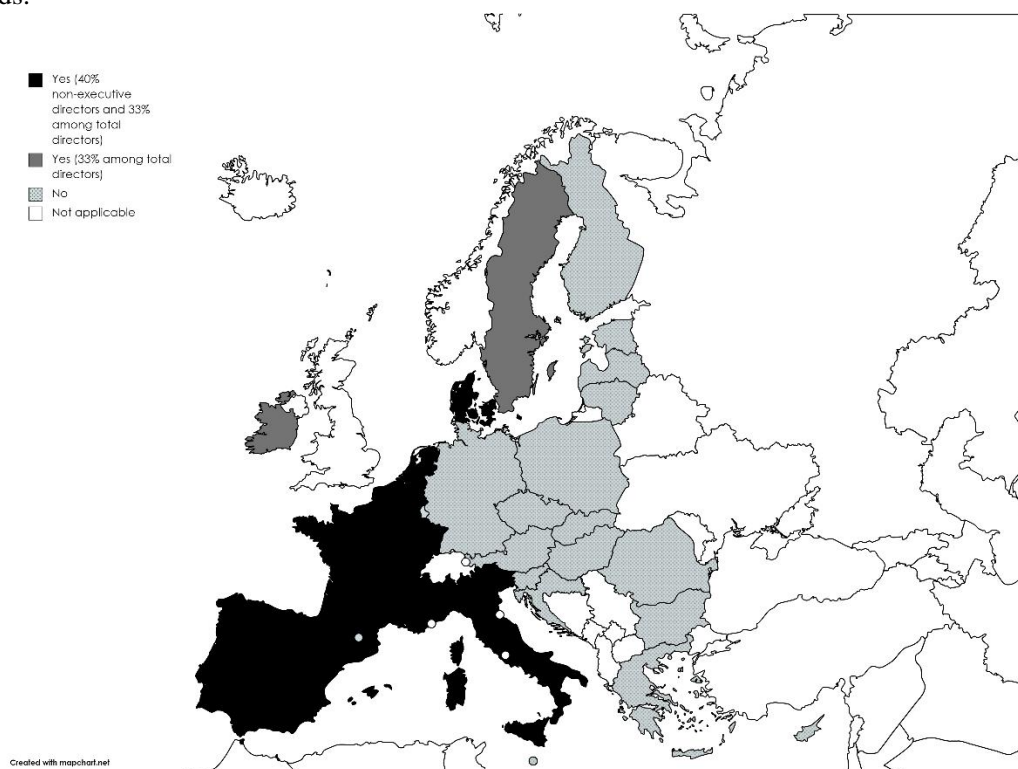 ds.
Yes (40%
non-executive
directors and 33%
among total
directors)
Yes (33% among total
directors)
No
Not applicable
Created with mapchart.net